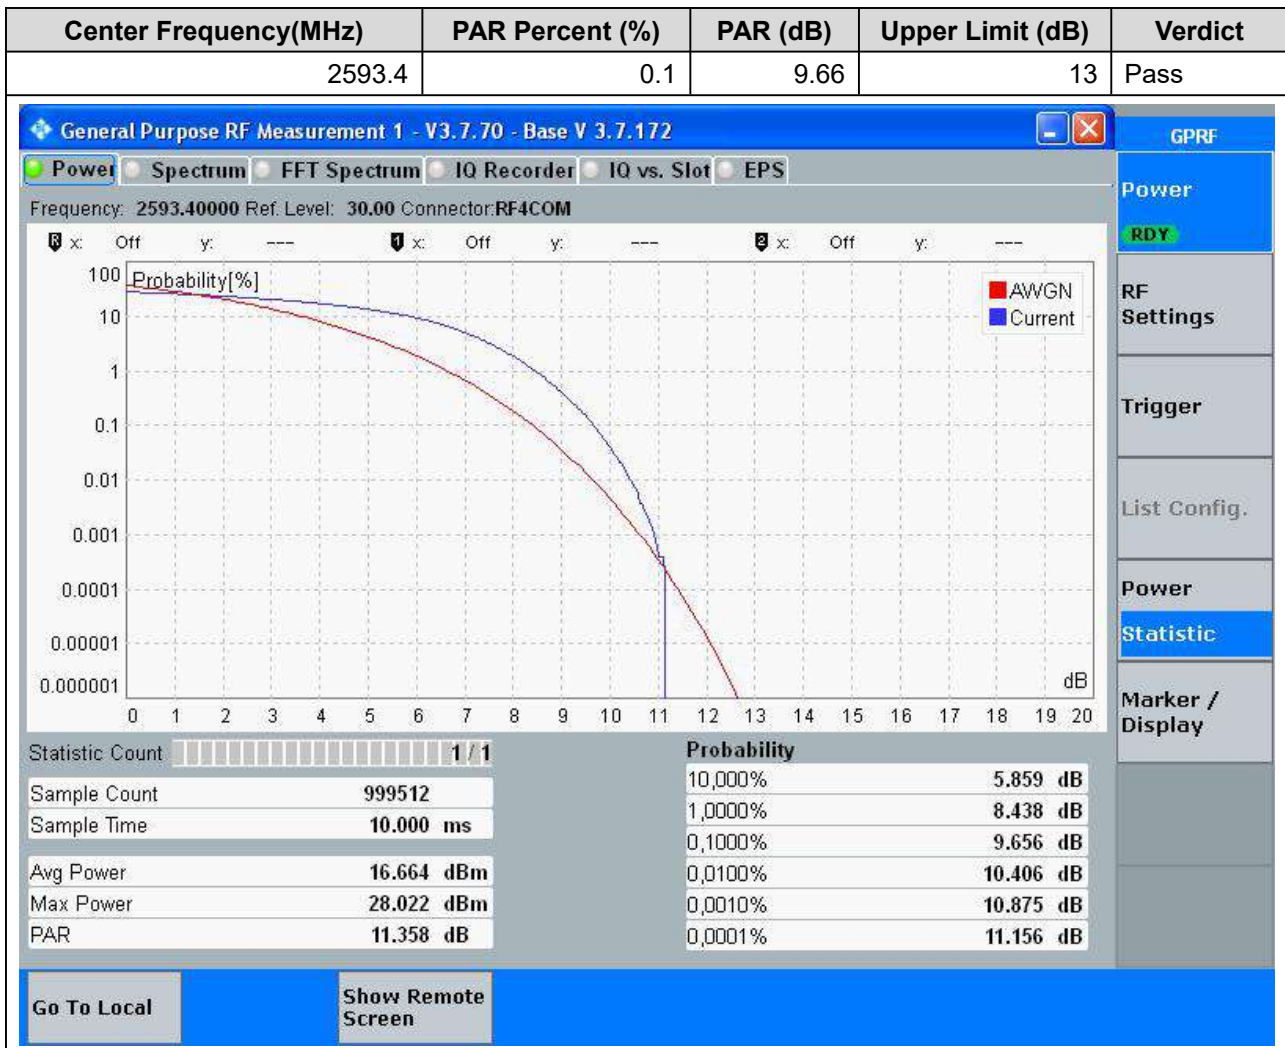 Center Frequency(MHz) PAR Percent (%) PAR (dB) Upper Limit (dB) Verdict
2593.4 0.1 9.66 13 Pass
General Purpose RF Measurement 1 - V3.7.70 - Base V 3.7.172
GPRF
Power Spectrum FFT Spectrum IQ Recorder IQ vs. Slot EPS
Power
RDY
Frequency: 2593.40000 Ref. Level: 30.00 Connector:RF4COM
R x: Off y: --- 1 x: Off y: --- 2 x: Off y: ---
Probability[%]
AWGN
Current
100
10
1
0.1
0.01
0.001
0.0001
0.00001
0.000001
dB
0 1 2 3 4 5 6 7 8 9 10 11 12 13 14 15 16 17 18 19 20
RF
Settings
Trigger
List Config.
Power
Statistic
Marker /
Display
Statistic Count 1 / 1
Sample Count 999512
Sample Time 10.000 ms
Avg Power 16.664 dBm
Max Power 28.022 dBm
PAR 11.358 dB
Probability
10,000% 5.859 dB
1,0000% 8.438 dB
0,1000% 9.656 dB
0,0100% 10.406 dB
0,0010% 10.875 dB
0,0001% 11.156 dB
Go To Local
Show Remote
Screen